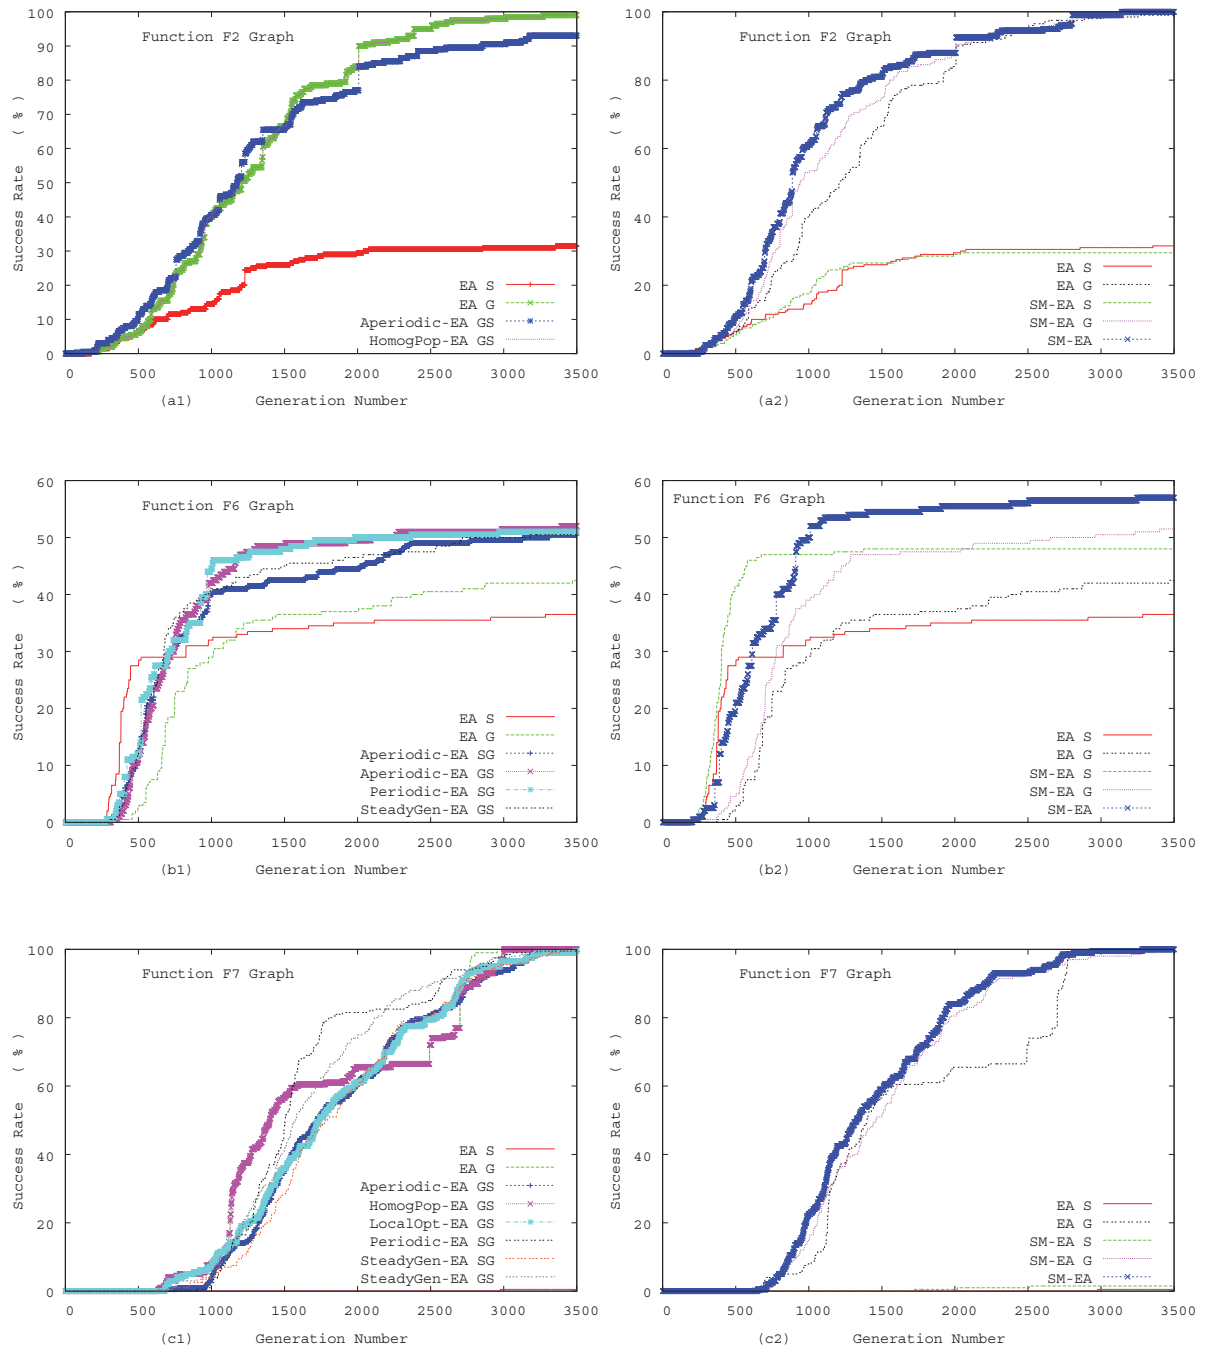 100
90
80
70
60
50
40
30
20
10
0
Success Rate ( % )
Function F2 Graph
EA S
EA G
Aperiodic-EA GS
HomogPop-EA GS
0 500 1000 1500 2000 2500 3000 3500
(a1) Generation Number
100
90
80
70
60
50
40
30
20
10
0
Success Rate ( % )
Function F2 Graph
EA S
EA G
SM-EA S
SM-EA G
SM-EA
0 500 1000 1500 2000 2500 3000 3500
(a2) Generation Number
60
50
40
30
20
10
0
Success Rate ( % )
Function F6 Graph
EA S
EA G
Aperiodic-EA SG
Aperiodic-EA GS
Periodic-EA SG
SteadyGen-EA GS
0 500 1000 1500 2000 2500 3000 3500
(b1) Generation Number
60
50
40
30
20
10
0
Success Rate ( % )
Function F6 Graph
EA S
EA G
SM-EA S
SM-EA G
SM-EA
0 500 1000 1500 2000 2500 3000 3500
(b2) Generation Number
100
80
60
40
20
0
Success Rate ( % )
Function F7 Graph
EA S
EA G
Aperiodic-EA GS
HomogPop-EA GS
LocalOpt-EA GS
Periodic-EA SG
SteadyGen-EA SG
SteadyGen-EA GS
0 500 1000 1500 2000 2500 3000 3500
(c1) Generation Number
100
80
60
40
20
0
Success Rate ( % )
Function F7 Graph
EA S
EA G
SM-EA S
SM-EA G
SM-EA
0 500 1000 1500 2000 2500 3000 3500
(c2) Generation Number